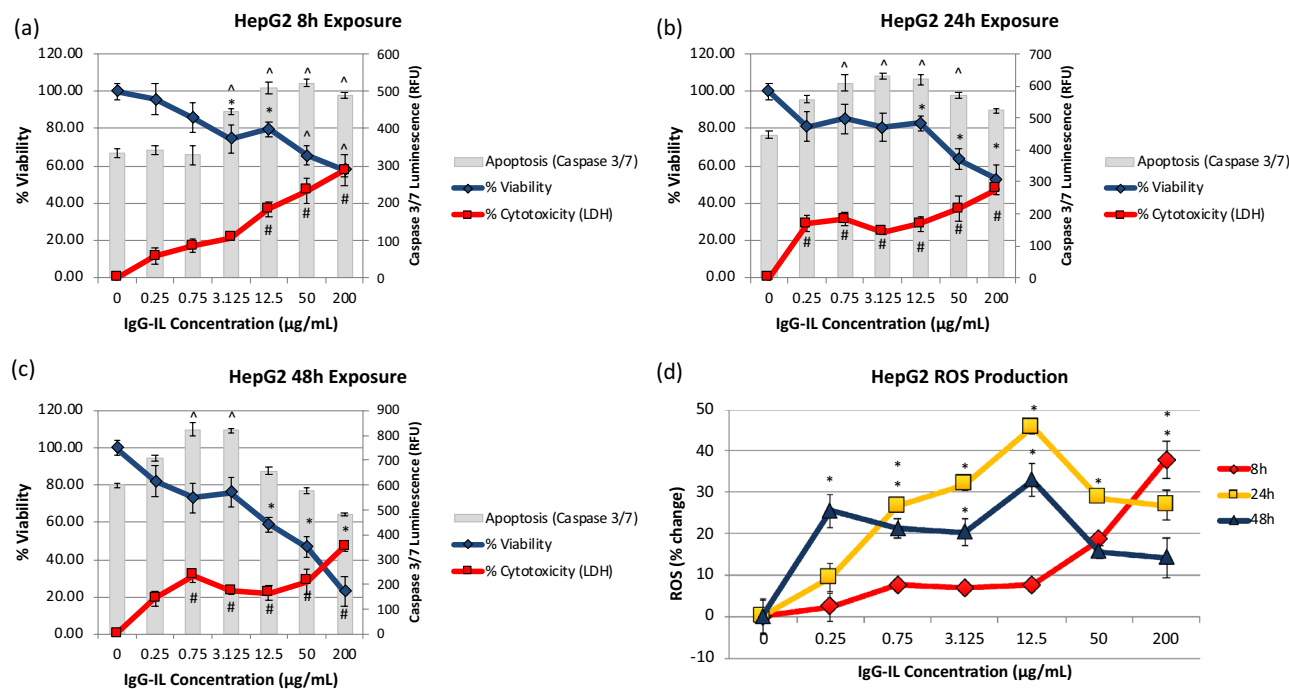 (a)
HepG2 8h Exposure
120.00
100.00
80.00
60.00
40.00
20.00
0.00
% Viability
600
500
400
300
200
100
0
Caspase 3/7 Luminescence (RFU)
^
*
^
*
^
^
^
^
#
#
#
0 0.25 0.75 3.125 12.5 50 200
IgG-IL Concentration (µg/mL)
Apoptosis (Caspase 3/7)
% Viability
% Cytotoxicity (LDH)
(b)
HepG2 24h Exposure
120.00
100.00
80.00
60.00
40.00
20.00
0.00
% Viability
700
600
500
400
300
200
100
0
Caspase 3/7 Luminescence (RFU)
^ ^ ^ ^
* * *
# # # # # #
0 0.25 0.75 3.125 12.5 50 200
IgG-IL Concentration (µg/mL)
Apoptosis (Caspase 3/7)
% Viability
% Cytotoxicity (LDH)
(c)
HepG2 48h Exposure
120.00
100.00
80.00
60.00
40.00
20.00
0.00
% Viability
900
800
700
600
500
400
300
200
100
0
Caspase 3/7 Luminescence (RFU)
^ ^
* * *
# # # # #
0 0.25 0.75 3.125 12.5 50 200
IgG-IL Concentration (µg/mL)
Apoptosis (Caspase 3/7)
% Viability
% Cytotoxicity (LDH)
(d)
HepG2 ROS Production
50
40
30
20
10
0
-10
ROS (% change)
*
*
*
*
*
*
*
*
*
*
0 0.25 0.75 3.125 12.5 50 200
IgG-IL Concentration (µg/mL)
8h
24h
48h